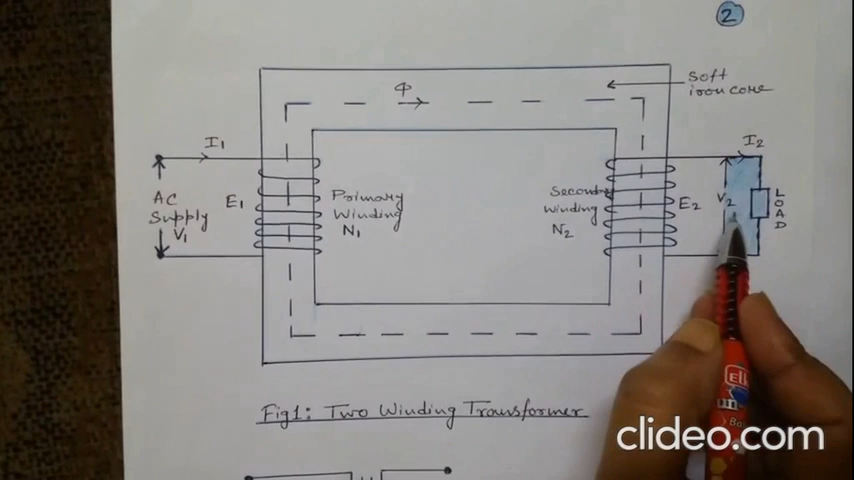 2
Φ
Soft
iron core
I1
I2
AC
Supply
V1
E1
Primary
Winding
N1
Secondry
Winding
N2
E2
V2
LOAD
Fig1: Two Winding Transformer
clideo.com